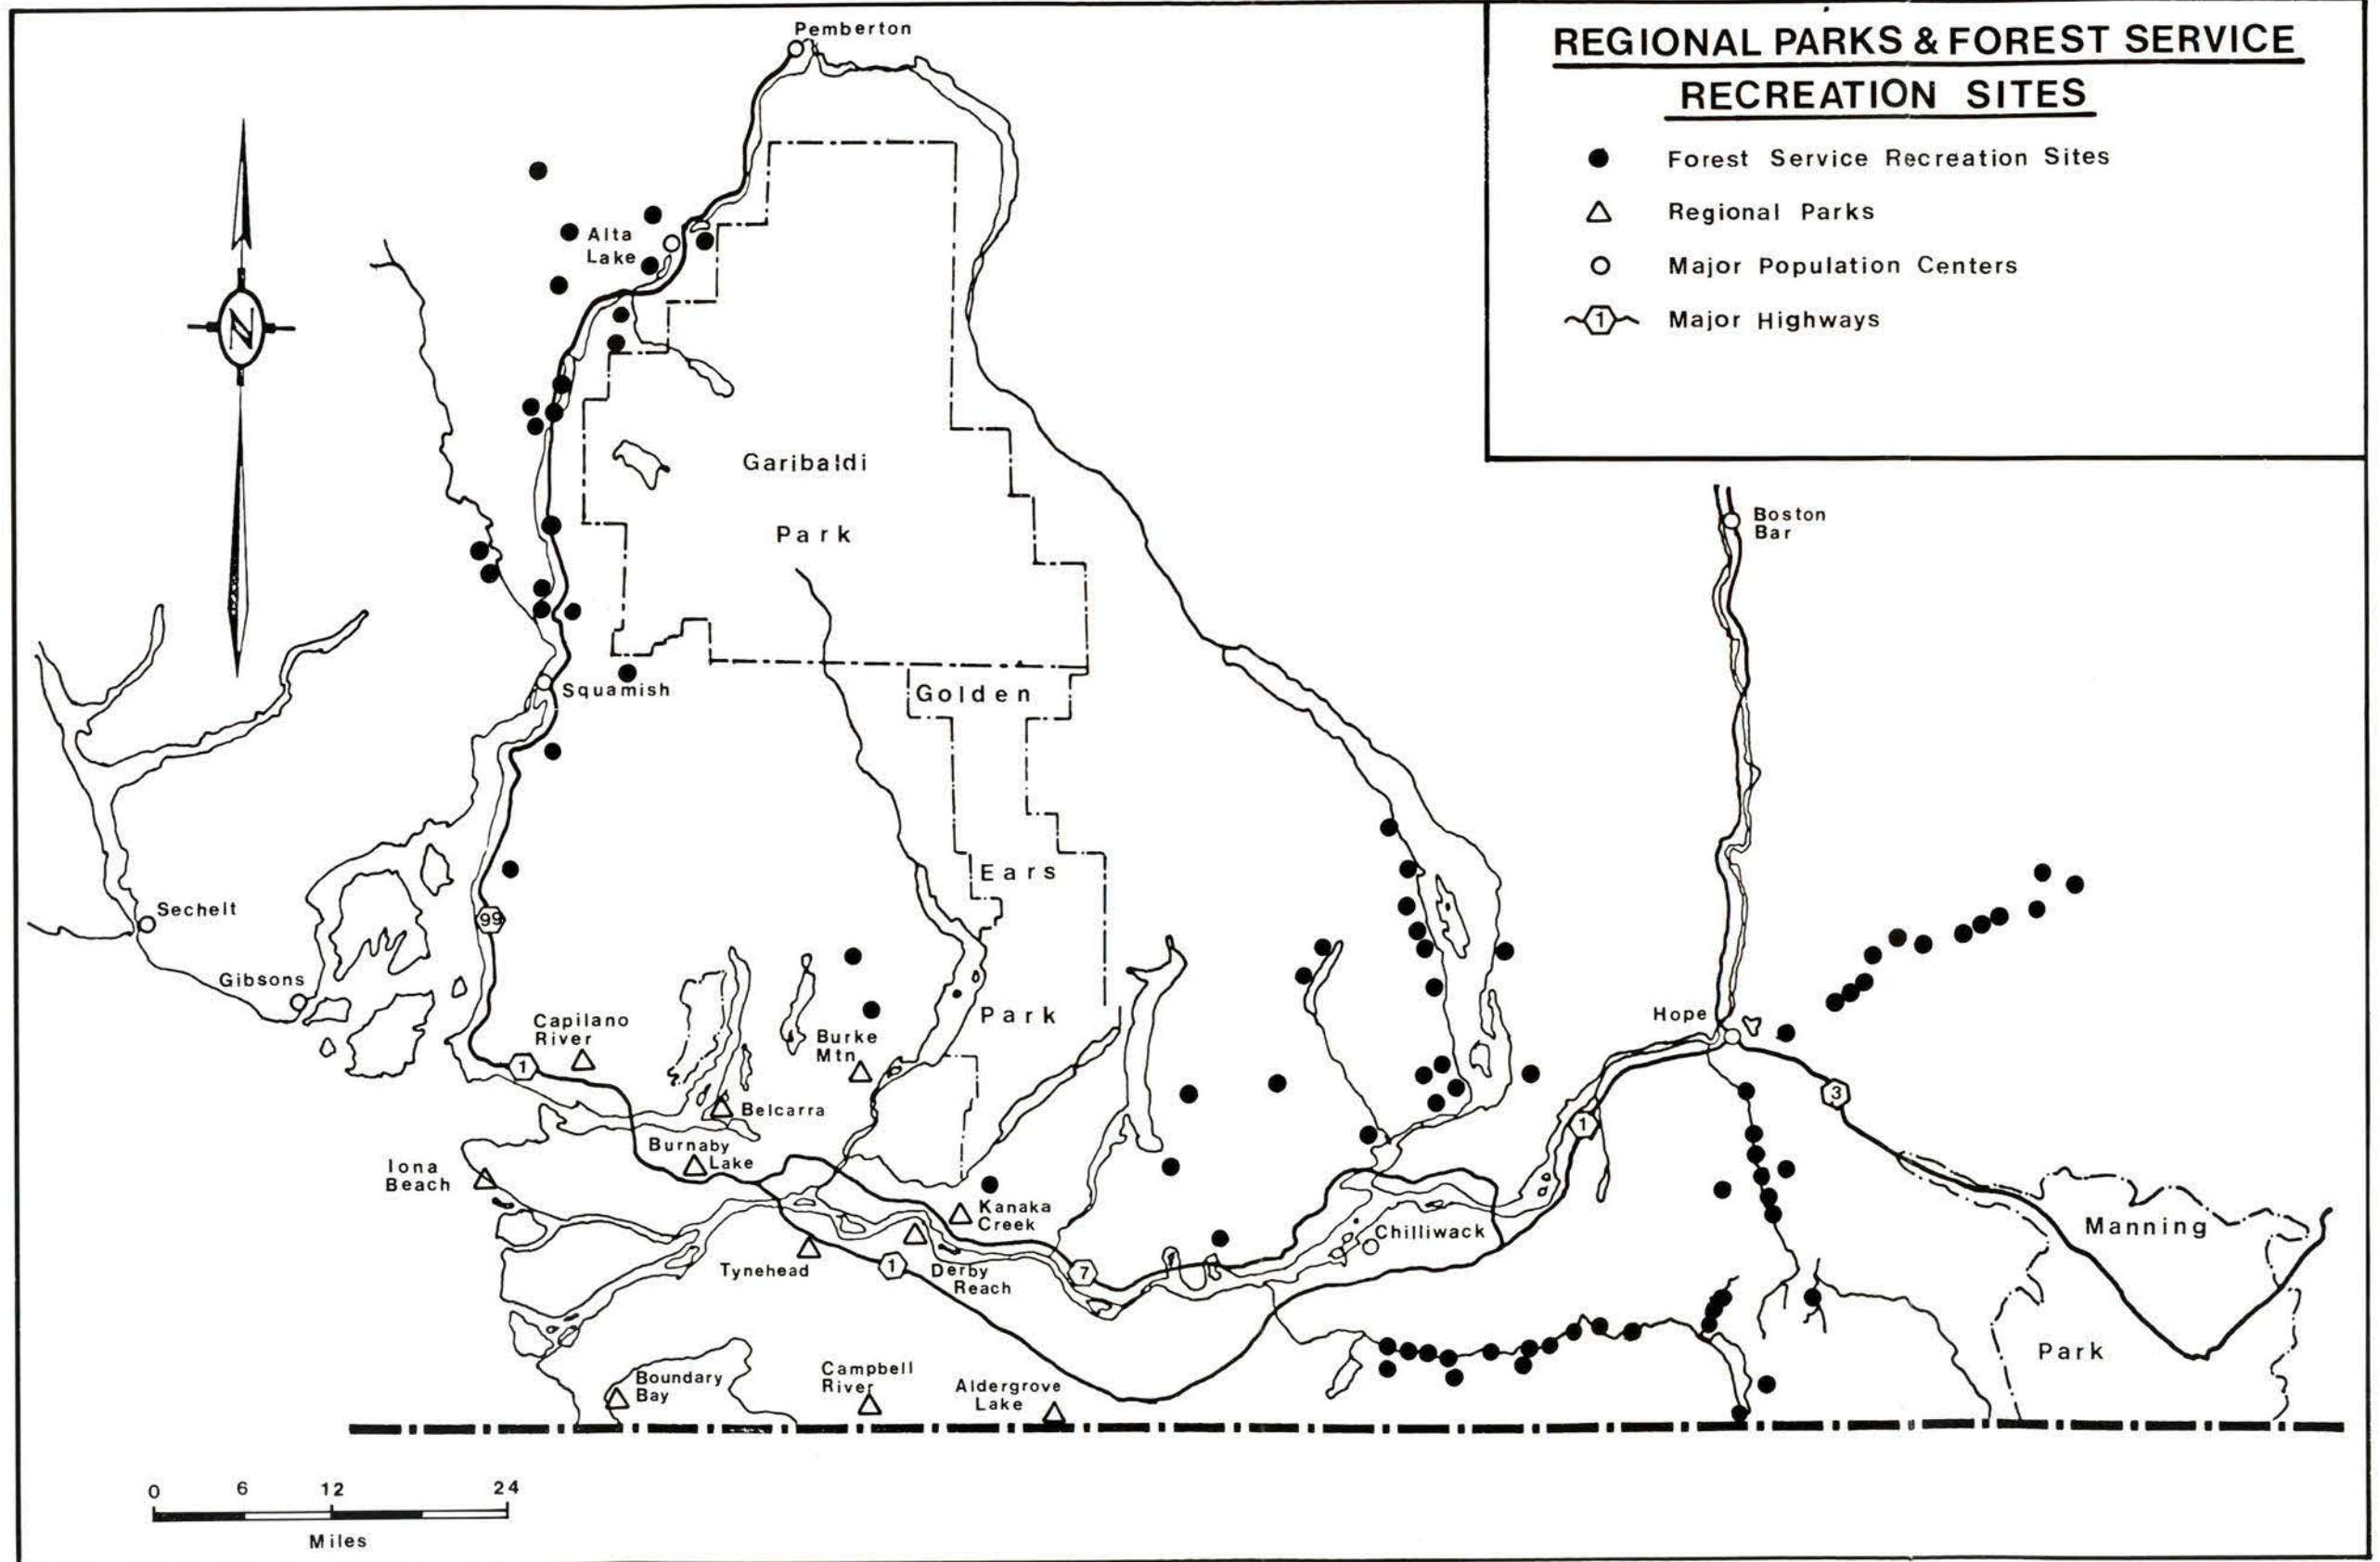 REGIONAL PARKS & FOREST SERVICE
RECREATION SITES
Forest Service Recreation Sites
Regional Parks
Major Population Centers
1
Major Highways
Pemberton
Alta
Lake
N
Garibaldi
Park
Boston
Bar
Squamish
Golden
Ears
Park
Sechelt
99
Gibsons
Capilano
River
1
Burke
Mtn
Hope
3
1
Belcarra
Burnaby
Lake
Iona
Beach
Kanaka
Creek
Chilliwack
Manning
Park
Tynehead
1
Derby
Reach
7
Boundary
Bay
Campbell
River
Aldergrove
Lake
0 6 12 24
Miles